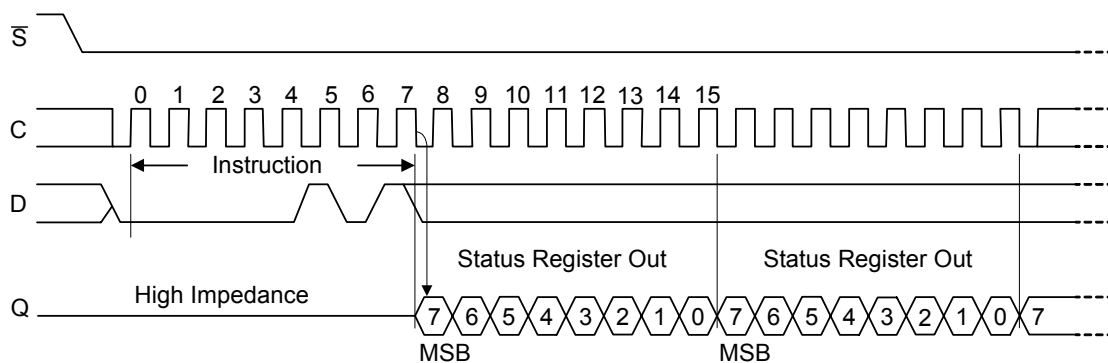 S
0 1 2 3 4 5 6 7 8 9 10 11 12 13 14 15
C
Instruction
D
Status Register Out Status Register Out
High Impedance
Q
7 6 5 4 3 2 1 0 7 6 5 4 3 2 1 0 7
MSB MSB